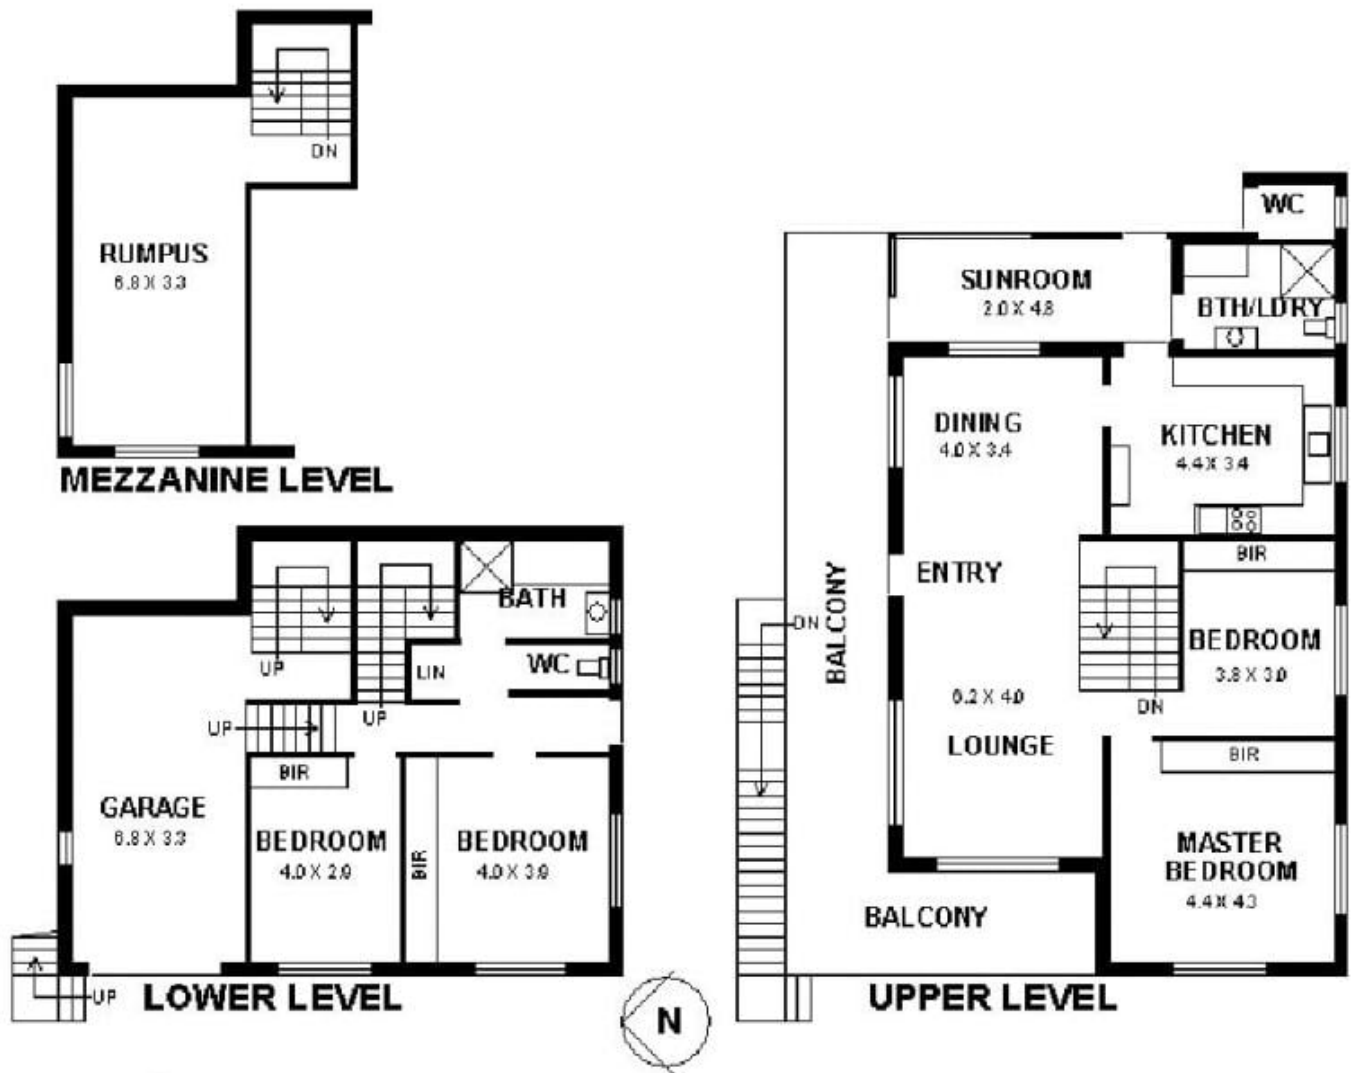 DN
RUMPUS
6.8 X 3.3
MEZZANINE LEVEL
BATH
UP
LIN
WC
UP
UP
BIR
GARAGE
6.8 X 3.3
BEDROOM
4.0 X 2.9
BIR
BEDROOM
4.0 X 3.9
UP
LOWER LEVEL
N
WC
SUNROOM
2.0 X 4.8
BTH/LDRY
DINING
4.0 X 3.4
KITCHEN
4.4 X 3.4
BIR
ENTRY
DN
BALCONY
BEDROOM
3.8 X 3.0
6.2 X 4.0
DN
LOUNGE
BIR
MASTER
BEDROOM
4.4 X 4.3
BALCONY
UPPER LEVEL